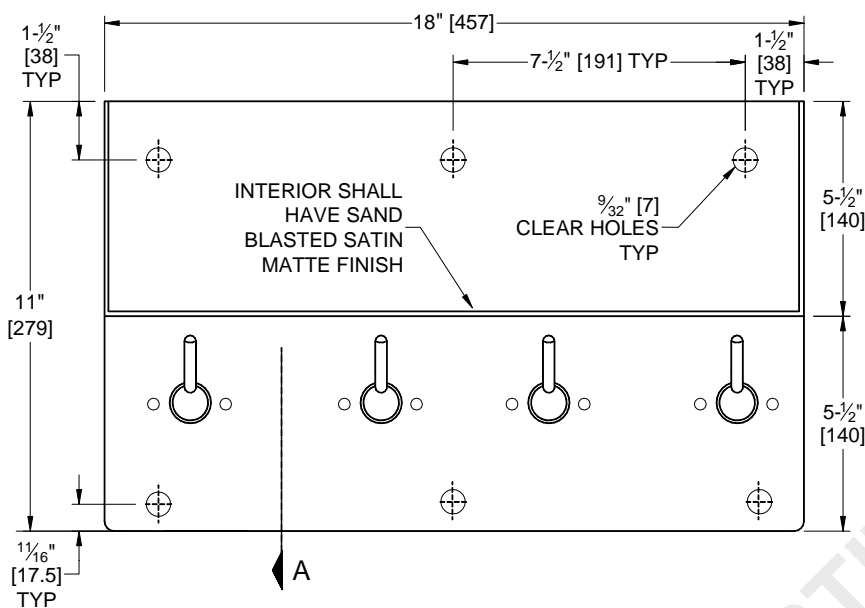 18" [457]
1-½"
[38]
TYP
7-½" [191] TYP
1-½"
[38]
TYP
INTERIOR SHALL
HAVE SAND
BLASTED SATIN
MATTE FINISH
⁹⁄₃₂" [7]
CLEAR HOLES
TYP
5-½"
[140]
11"
[279]
5-½"
[140]
¹¹⁄₁₆"
[17.5]
TYP
A